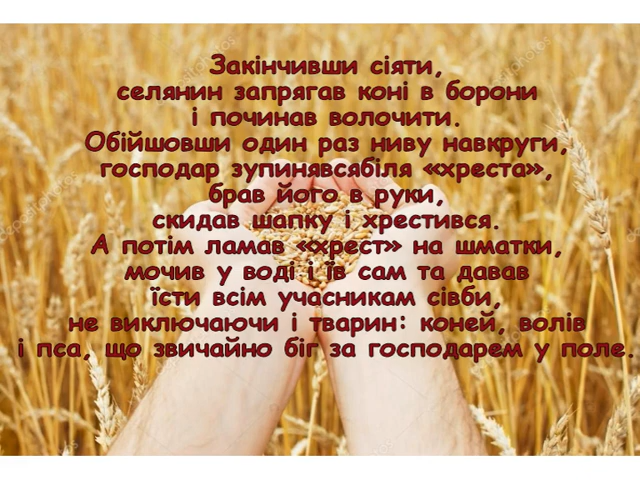 Закінчивши сіяти,
селянин запрягав коні в борони
і починав волочити.
Обійшовши один раз ниву навкруги,
господар зупинявсябіля «хреста»,
брав його в руки,
скидав шапку і хрестився.
А потім ламав «хрест» на шматки,
мочив у воді і їв сам та давав
їсти всім учасникам сівби,
не виключаючи і тварин: коней, волів
і пса, що звичайно біг за господарем у поле.